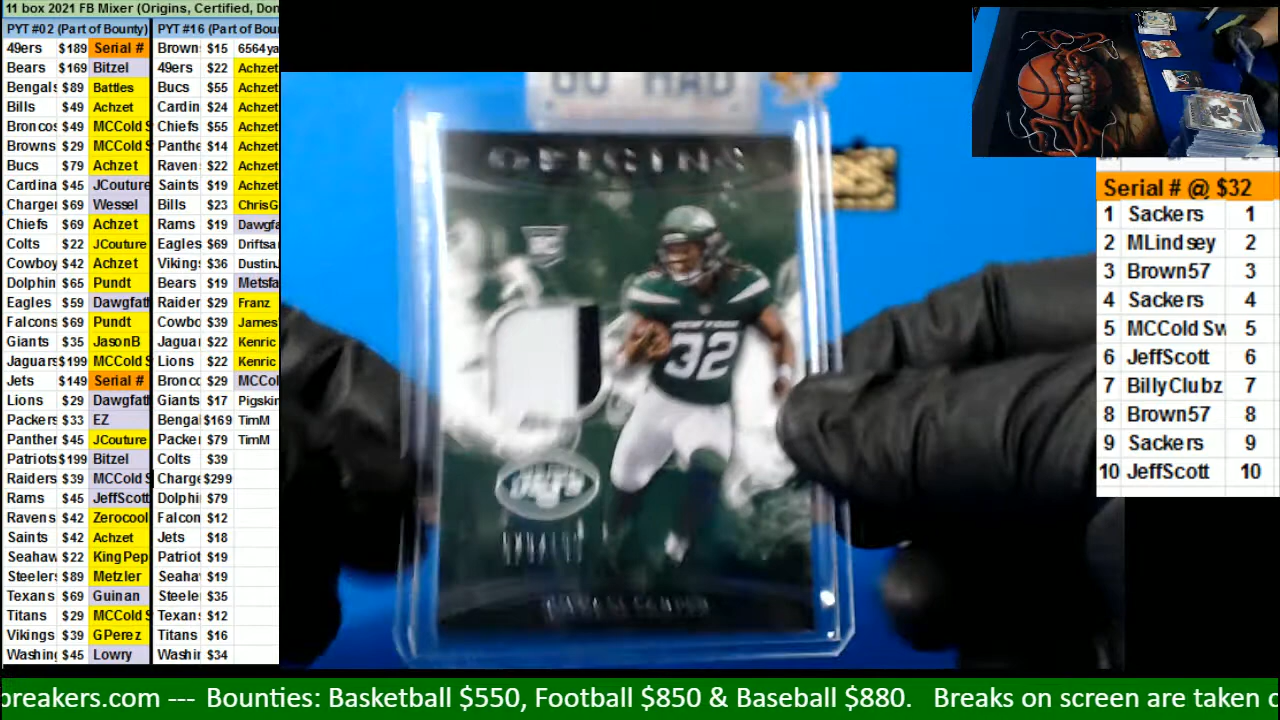 11 box 2021 FB Mixer (Origins, Certified, Don
PYT #02 (Part of Bounty) PYT #16 (Part of Bou
49ers $189 Serial # Brown $15 6564ya
Bears $169 Bitzel 49ers $22 Achzet
Bengals $89 Battles Bucs $55 Achzet
Bills $49 Achzet Cardin $24 Achzet
Broncos $49 MCCold S Chiefs $55 Achzet
Browns $29 MCCold S Panthe $14 Achzet
Bucs $79 Achzet Raven $22 Achzet
Cardina $45 JCouture Saints $19 Achzet
Charger $69 Wessel Bills $23 ChrisG
Chiefs $69 Achzet Rams $19 Dawgfa
Colts $22 JCouture Eagles $69 Driftsa
Cowboy $42 Achzet Viking $36 Dustin
Dolphin $65 Pundt Bears $19 Metsfa
Eagles $59 Dawgfath Raider $29 Franz
Falcons $69 Pundt Cowbo $39 James
Giants $35 JasonB Jagua $22 Kenric
Jaguars $199 MCCold S Lions $22 Kenric
Jets $149 Serial # Bronc $29 MCCol
Lions $29 Dawgfath Giants $17 Pigskin
Packers $33 EZ Benga $169 TimM
Panther $45 JCouture Packe $79 TimM
Patriots $199 Bitzel Colts $39
Raiders $39 MCCold S Charge $299
Rams $45 JeffScott Dolphi $79
Ravens $42 Zerocool Falcon $12
Saints $42 Achzet Jets $18
Seahaw $22 KingPep Patriot $19
Steelers $89 Metzler Seaha $19
Texans $69 Guinan Steele $35
Titans $29 MCCold S Texans $12
Vikings $39 GPerez Titans $16
Washing $45 Lowry Washi $34
ORIGINS
RC
NEW YORK
32
JETS
Serial # @ $32
1 Sackers 1
2 MLindsey 2
3 Brown57 3
4 Sackers 4
5 MCCold Sw 5
6 JeffScott 6
7 BillyClubz 7
8 Brown57 8
9 Sackers 9
10 JeffScott 10
breakers.com --- Bounties: Basketball $550, Football $850 & Baseball $880. Breaks on screen are taken